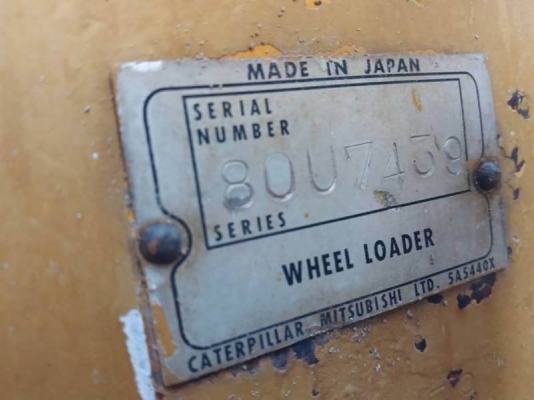 MADE IN JAPAN
SERIAL
NUMBER
80U7439
SERIES
WHEEL LOADER
CATERPILLAR MITSUBISHI LTD. 5A5440X